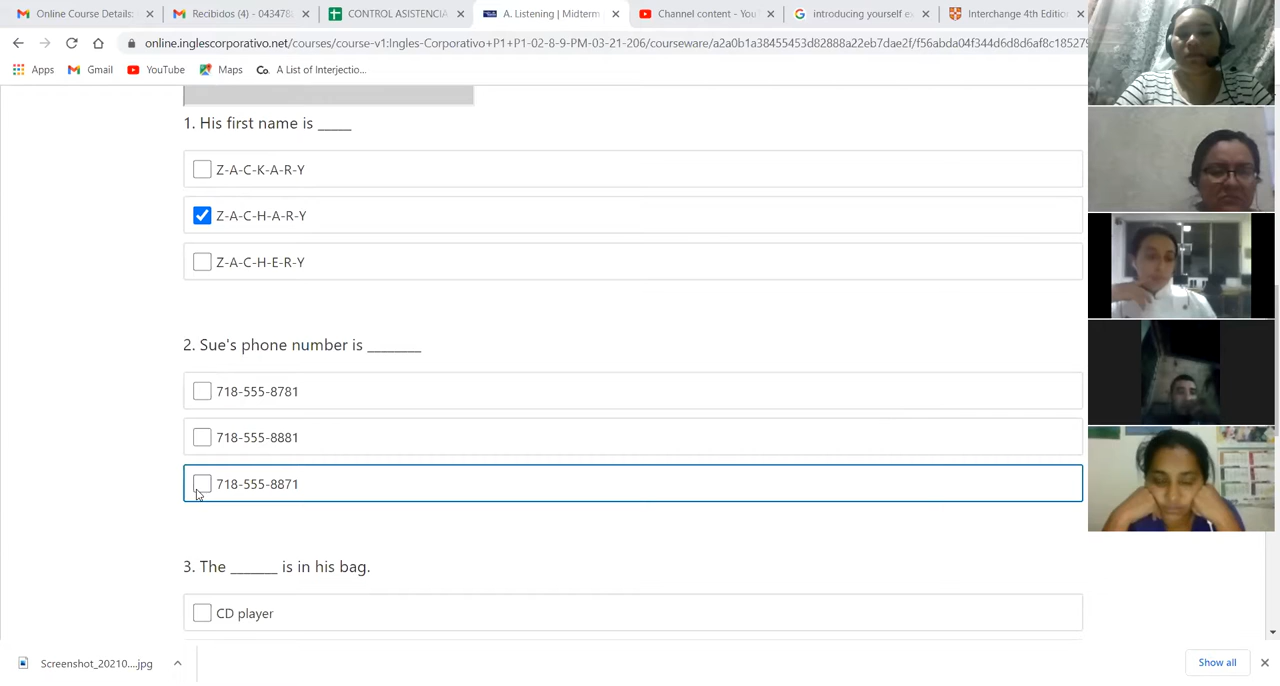 Online Course Details:
Recibidos (4) - 043478
CONTROL ASISTENCIA
A. Listening | Midterm
Channel content - You
introducing yourself e
Interchange 4th Edition
online.inglescorporativo.net/courses/course-v1:Ingles-Corporativo+P1+P1-02-8-9-PM-03-21-206/courseware/a2a0b1a38455453d82888a22eb7dae2f/f56abda04f344d6d8d6af8c185279
Apps Gmail YouTube Maps Co. A List of Interjectio...
1. His first name is _____
Z-A-C-K-A-R-Y
Z-A-C-H-A-R-Y
Z-A-C-H-E-R-Y
2. Sue's phone number is ________
718-555-8781
718-555-8881
718-555-8871
3. The _______ is in his bag.
CD player
Screenshot_20210....jpg
Show all